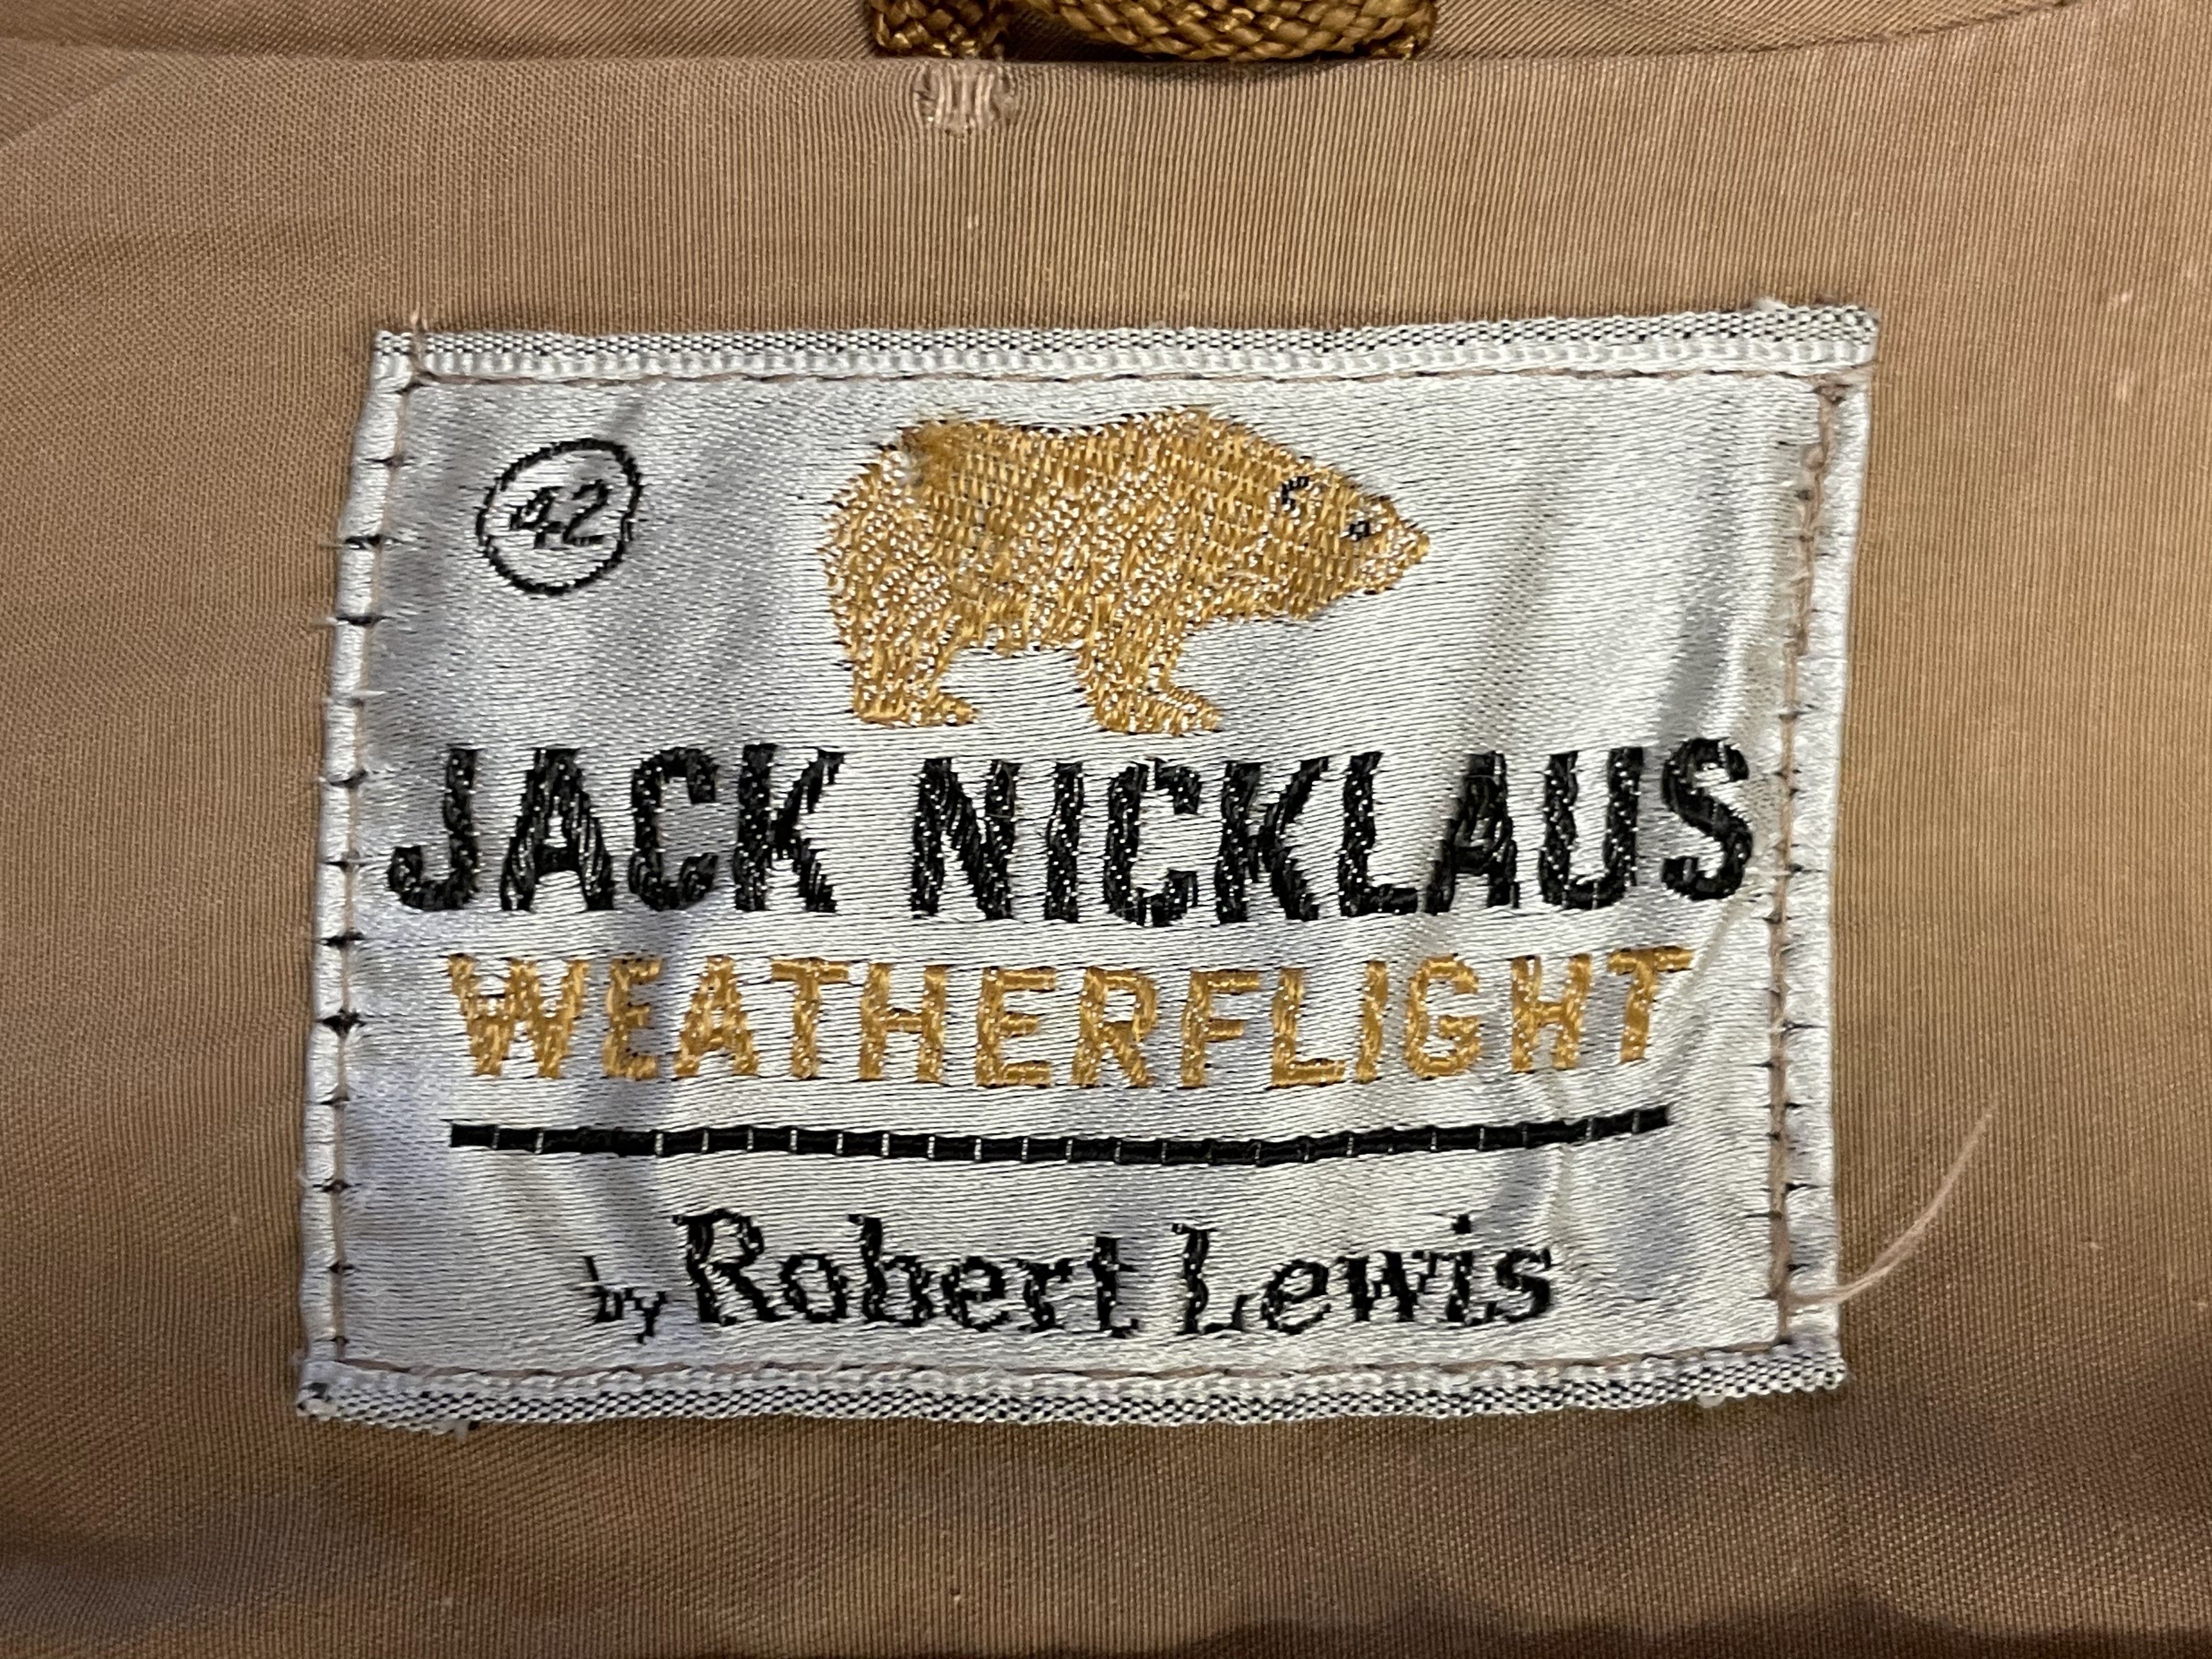 42
JACK NICKLAUS
WEATHERFLIGHT
by Robert Lewis